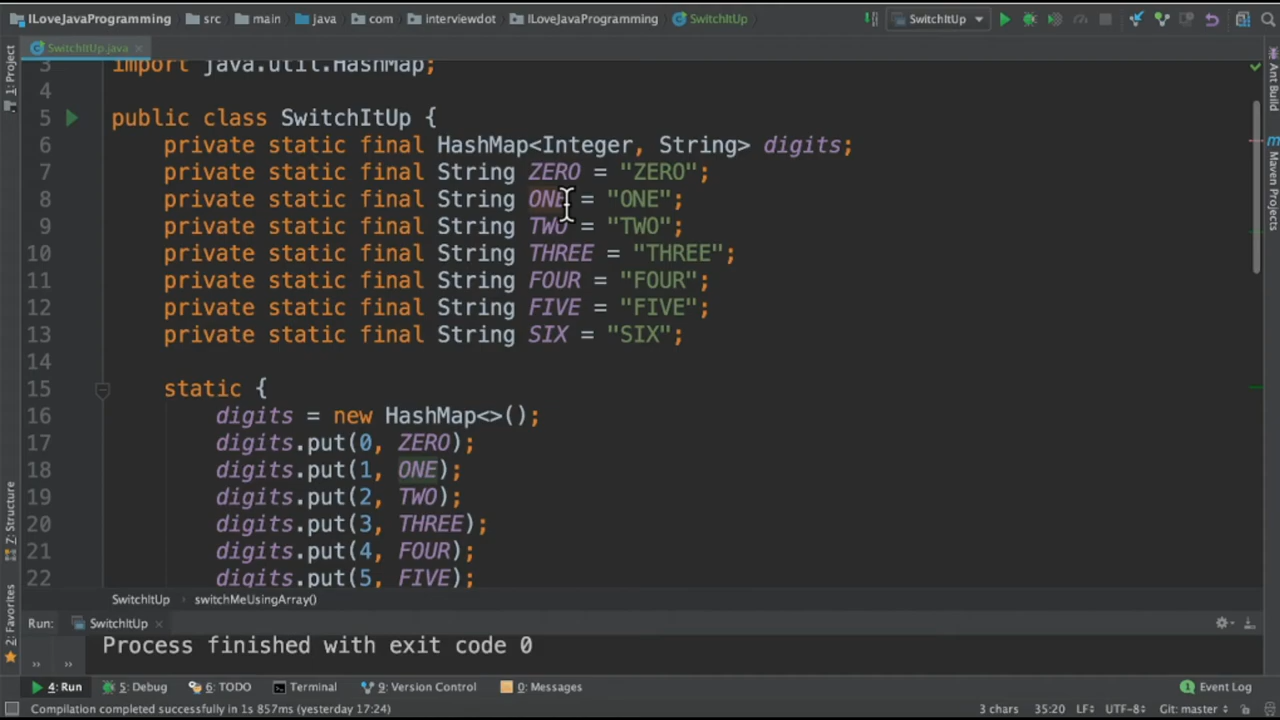 ILoveJavaProgramming src main java com interviewdot ILoveJavaProgramming SwitchItUp SwitchItUp
SwitchItUp.java
1: Project
Ant Build
Maven Projects
3 import java.util.HashMap;
4
5 public class SwitchItUp {
6 private static final HashMap<Integer, String> digits;
7 private static final String ZERO = "ZERO";
8 private static final String ONE = "ONE";
9 private static final String TWO = "TWO";
10 private static final String THREE = "THREE";
11 private static final String FOUR = "FOUR";
12 private static final String FIVE = "FIVE";
13 private static final String SIX = "SIX";
14
15 static {
16 digits = new HashMap<>();
17 digits.put(0, ZERO);
18 digits.put(1, ONE);
19 digits.put(2, TWO);
20 digits.put(3, THREE);
21 digits.put(4, FOUR);
22 digits.put(5, FIVE);
Z: Structure
2: Favorites
SwitchItUp › switchMeUsingArray()
Run: SwitchItUp
Process finished with exit code 0
4: Run 5: Debug 6: TODO Terminal 9: Version Control 0: Messages 1 Event Log
Compilation completed successfully in 1s 857ms (yesterday 17:24) 3 chars 35:20 LF÷ UTF-8÷ Git: master÷